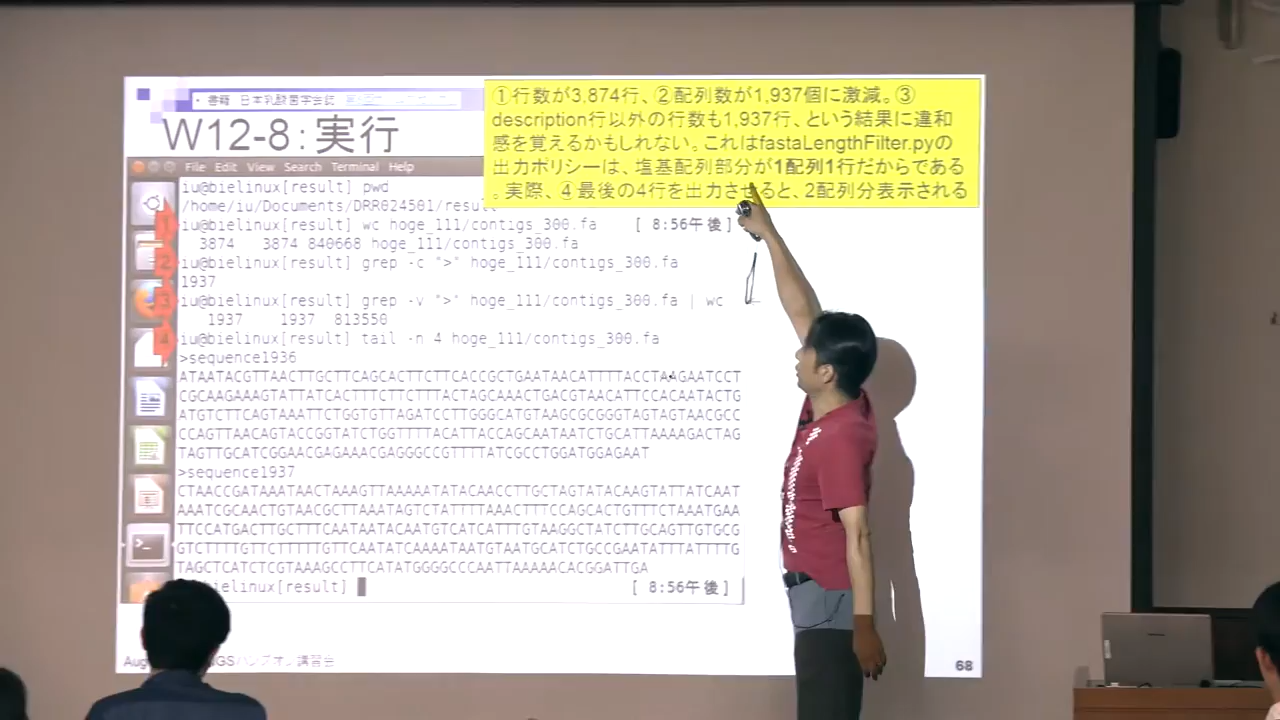 • 書籍 日本乳酸菌学会誌
W12-8：実行
①行数が3,874行、②配列数が1,937個に激減。③
description行以外の行数も1,937行、という結果に違和
感を覚えるかもしれない。これはfastaLengthFilter.pyの
出力ポリシーは、塩基配列部分が1配列1行だからである
。実際、④最後の4行を出力させると、2配列分表示される
File Edit View Search Terminal Help
iu@bielinux[result] pwd
/home/iu/Documents/DRR024501/result
iu@bielinux[result] wc hoge_111/contigs_300.fa [ 8:56午後]
3874 3874 840668 hoge_111/contigs_300.fa
iu@bielinux[result] grep -c ">" hoge_111/contigs_300.fa
1937
iu@bielinux[result] grep -v ">" hoge_111/contigs_300.fa | wc
1937 1937 813550
iu@bielinux[result] tail -n 4 hoge_111/contigs_300.fa
>sequence1936
ATAATACGTTAACTTGCTTCAGCACTTCTTCACCGCTGAATAACATTTTACCTAAGAATCCT
CGCAAGAAAGTATTATCACTTTCTTCTTTACTAGCAAACTGACGTAACATTCCACAATACTG
ATGTCTTCAGTAAATTCTGGTGTTAGATCCTTGGGCATGTAAGCGCGGGTAGTAGTAACGCC
CCAGTTAACAGTACCGGTATCTGGTTTTACATTACCAGCAATAATCTGCATTAAAAGACTAG
TAGTTGCATCGGAACGAGAAACGAGGGCCGTTTTATCGCCTGGATGGAGAAT
>sequence1937
CTAACCGATAAATAACTAAAGTTAAAAATATACAACCTTGCTAGTATACAAGTATTATCAAT
AAATCGCAACTGTAACGCTTAAATAGTCTATTTTAAACTTTCCAGCACTGTTTCTAAATGAA
TTCCATGACTTGCTTTCAATAATACAATGTCATCATTTGTAAGGCTATCTTGCAGTTGTGCG
GTCTTTTGTTCTTTTTGTTCAATATCAAAATAATGTAATGCATCTGCCGAATATTTATTTTG
TAGCTCATCTCGTAAAGCCTTCATATGGGGCCCAATTAAAAACACGGATTGA
bielinux[result] [ 8:56午後]
Aug GSハンズオン講習会
68